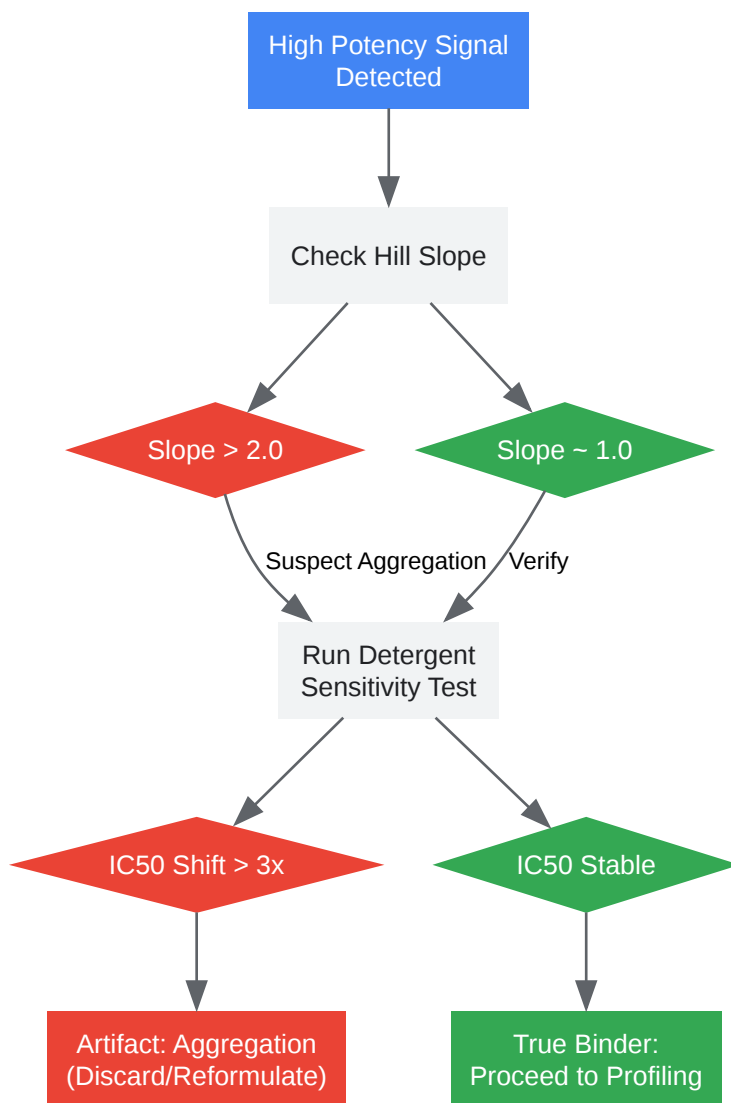 High Potency Signal
Detected
Check Hill Slope
Slope > 2.0
Slope ~ 1.0
Suspect Aggregation
Verify
Run Detergent
Sensitivity Test
IC50 Shift > 3x
IC50 Stable
Artifact: Aggregation
(Discard/Reformulate)
True Binder:
Proceed to Profiling